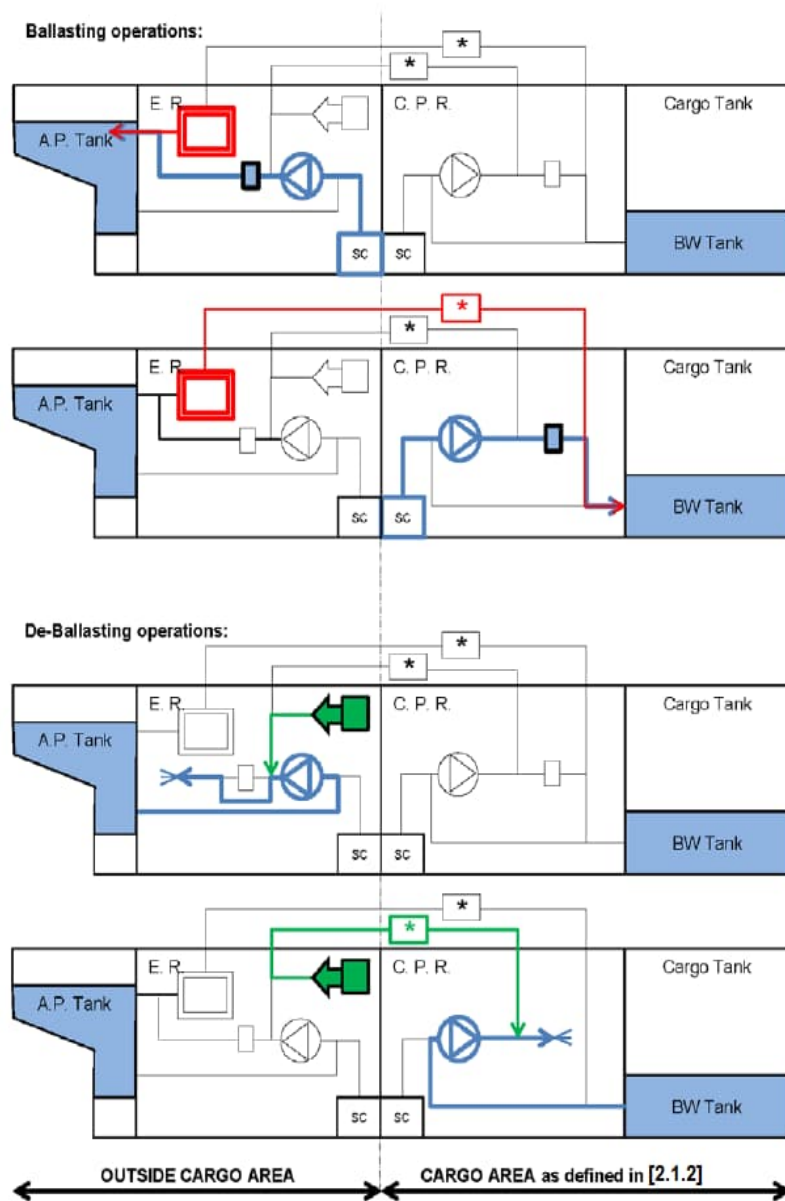 Ballasting operations:
*
*
E. R.
C. P. R.
Cargo Tank
A.P. Tank
BW Tank
sc
sc
*
*
E. R.
C. P. R.
Cargo Tank
A.P. Tank
BW Tank
sc
sc
De-Ballasting operations:
*
*
E. R.
C. P. R.
Cargo Tank
A.P. Tank
BW Tank
sc
sc
*
*
E. R.
C. P. R.
Cargo Tank
A.P. Tank
BW Tank
sc
sc
OUTSIDE CARGO AREA
CARGO AREA as defined in [2.1.2]